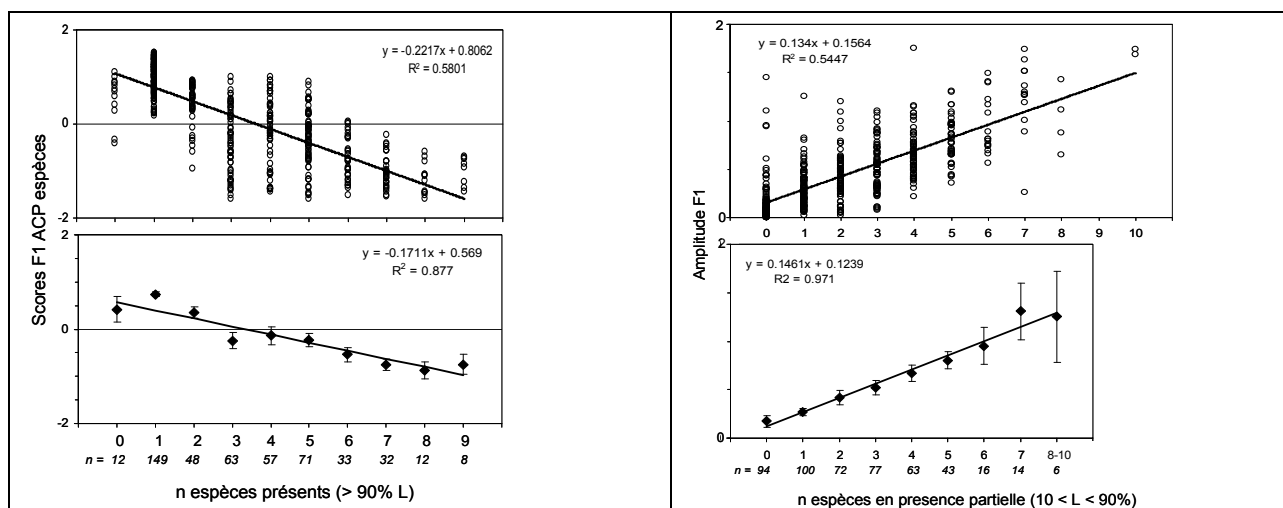 2
y = -0.2217x + 0.8062
R² = 0.5801
0
-2
2
y = -0.1711x + 0.569
R² = 0.877
0
-2
Scores F1 ACP espèces
0 1 2 3 4 5 6 7 8 9
n = 12 149 48 63 57 71 33 32 12 8
n espèces présents (> 90% L)
2
y = 0.134x + 0.1564
R² = 0.5447
1
0
0 1 2 3 4 5 6 7 8 9 10
2
y = 0.1461x + 0.1239
R2 = 0.971
1
0
Amplitude F1
0 1 2 3 4 5 6 7 8-10
n = 94 100 72 77 63 43 16 14 6
n espèces en presence partielle (10 < L < 90%)